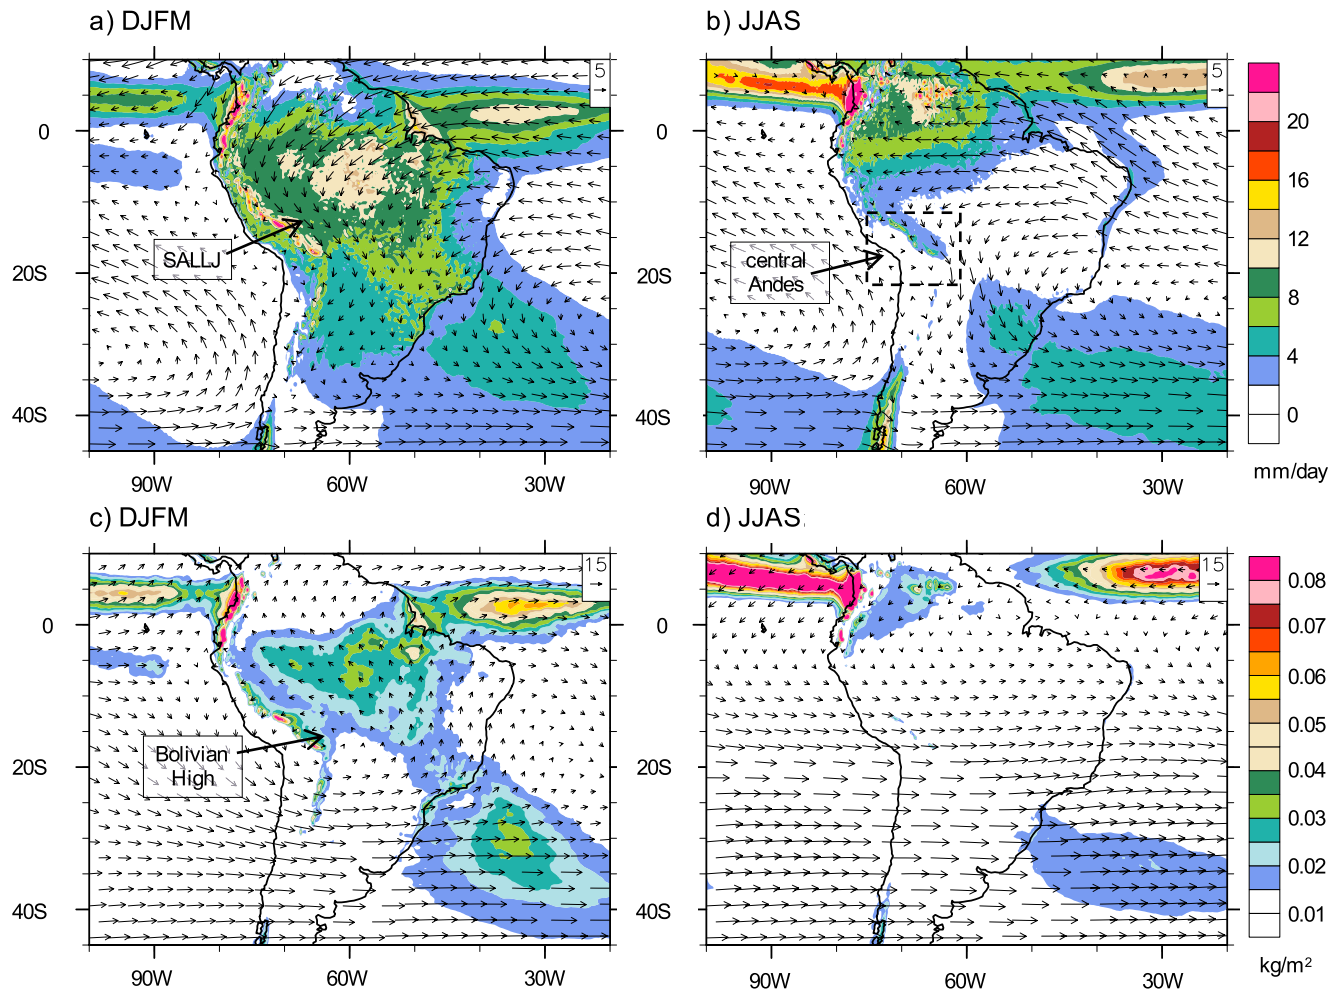 a) DJFM
b) JJAS
5
5
0
20S
40S
90W
60W
30W
SALLJ
0
20S
40S
90W
60W
30W
central
Andes
20
16
12
8
4
0
mm/day
c) DJFM
d) JJAS
15
15
0
20S
40S
90W
60W
30W
Bolivian
High
0
20S
40S
90W
60W
30W
0.08
0.07
0.06
0.05
0.04
0.03
0.02
0.01
kg/m²